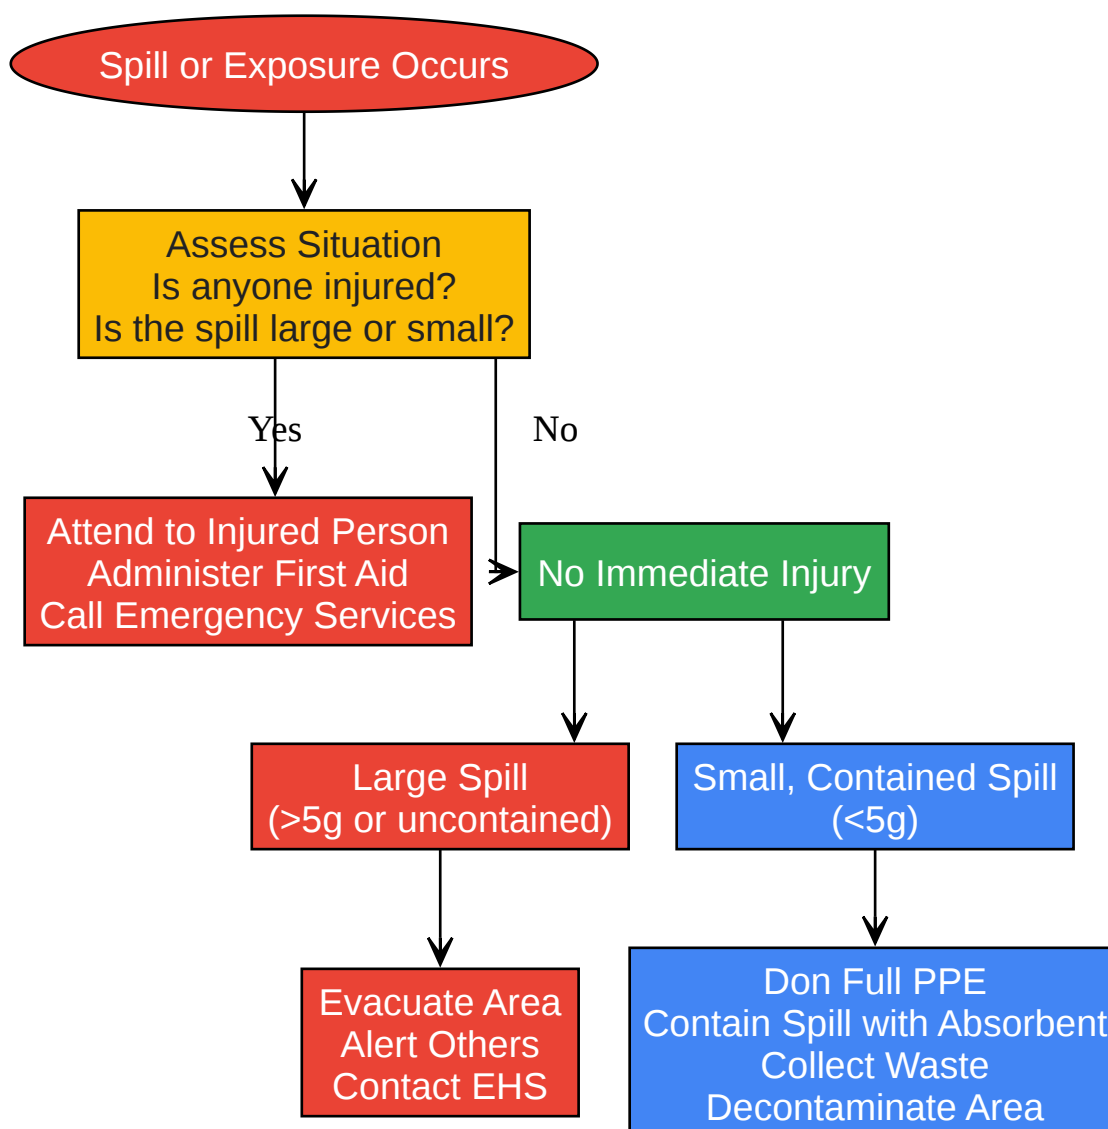 Spill or Exposure Occurs
Assess Situation
Is anyone injured?
Is the spill large or small?
Yes
No
Attend to Injured Person
Administer First Aid
Call Emergency Services
No Immediate Injury
Large Spill
(>5g or uncontained)
Small, Contained Spill
(<5g)
Evacuate Area
Alert Others
Contact EHS
Don Full PPE
Contain Spill with Absorbent
Collect Waste
Decontaminate Area